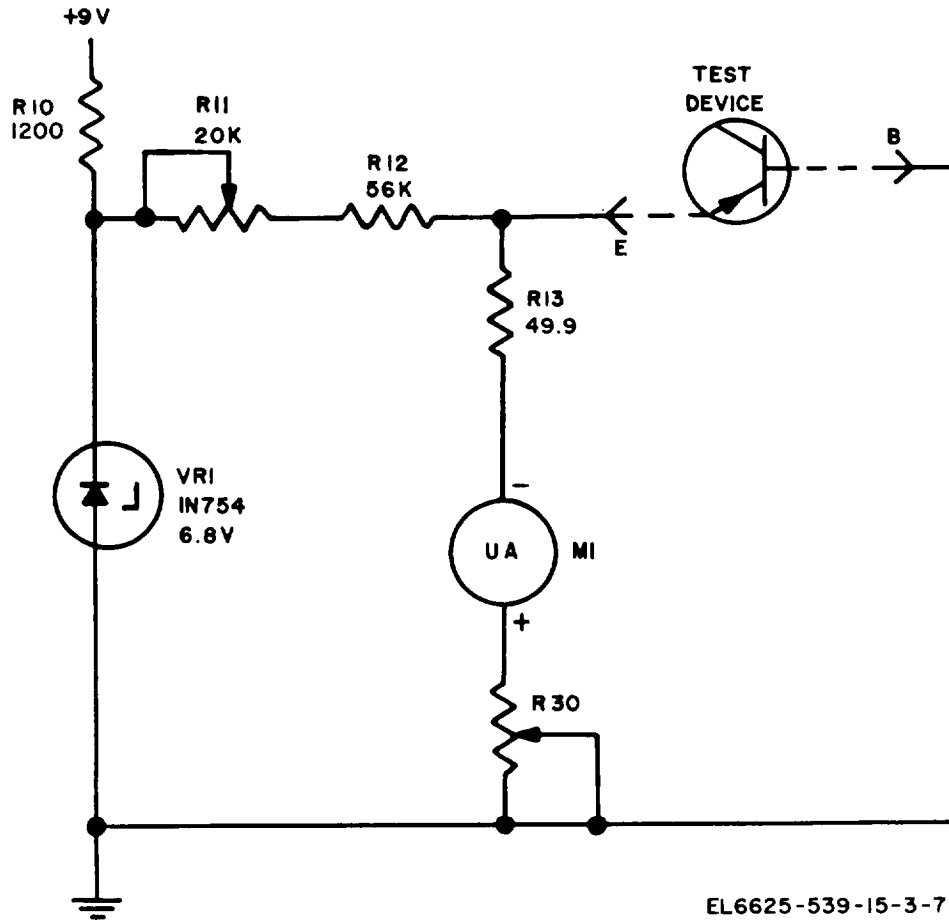 +9V
R10
1200
R11
20K
R12
56K
TEST
DEVICE
B
E
R13
49.9
VR1
IN754
6.8V
-
UA
M1
+
R30
EL6625-539-15-3-7